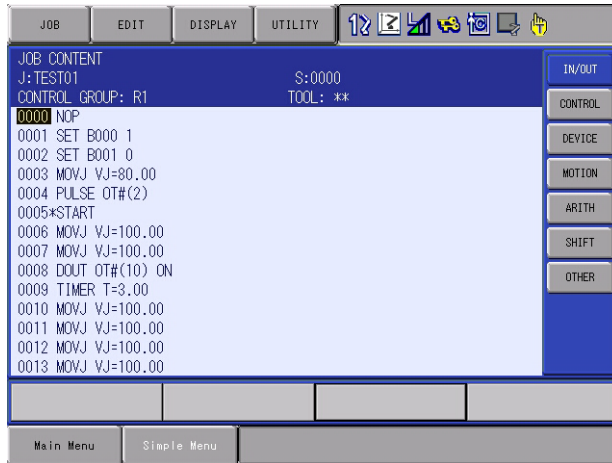 JOB EDIT DISPLAY UTILITY
JOB CONTENT
J:TEST01 S:0000
CONTROL GROUP: R1 TOOL: **
0000 NOP
0001 SET B000 1
0002 SET B001 0
0003 MOVJ VJ=80.00
0004 PULSE OT#(2)
0005*START
0006 MOVJ VJ=100.00
0007 MOVJ VJ=100.00
0008 DOUT OT#(10) ON
0009 TIMER T=3.00
0010 MOVJ VJ=100.00
0011 MOVJ VJ=100.00
0012 MOVJ VJ=100.00
0013 MOVJ VJ=100.00
IN/OUT
CONTROL
DEVICE
MOTION
ARITH
SHIFT
OTHER
Main Menu Simple Menu